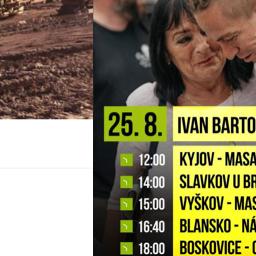 25. 8. IVAN BARTO
12:00 KYJOV - MASA
14:00 SLAVKOV U BR
15:00 VYŠKOV - MAS
16:40 BLANSKO - NÁ
18:00 BOSKOVICE -